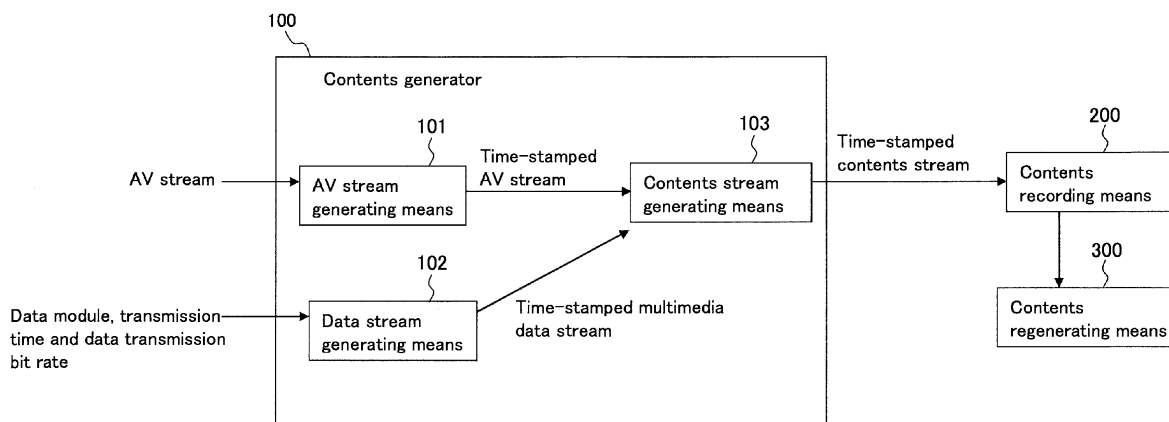 100
Contents generator
101
103
200
Time-stamped
AV stream
Time-stamped
contents stream
AV stream
AV stream
generating means
Contents stream
generating means
Contents
recording means
102
300
Data module, transmission
time and data transmission
bit rate
Data stream
generating means
Time-stamped multimedia
data stream
Contents
regenerating means